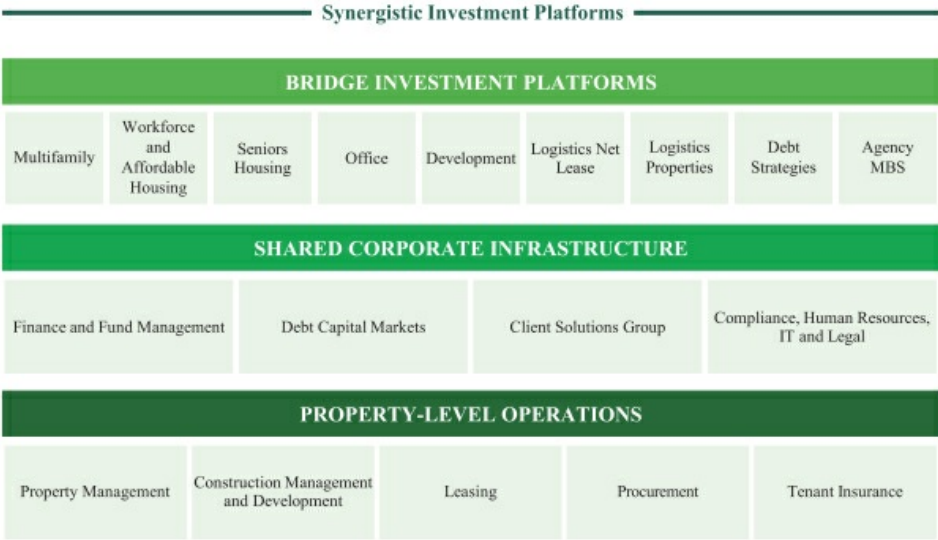 Synergistic Investment Platforms
BRIDGE INVESTMENT PLATFORMS
Multifamily
Workforce
and
Affordable
Housing
Seniors
Housing
Office
Development
Logistics Net
Lease
Logistics
Properties
Debt
Strategies
Agency
MBS
SHARED CORPORATE INFRASTRUCTURE
Finance and Fund Management
Debt Capital Markets
Client Solutions Group
Compliance, Human Resources,
IT and Legal
PROPERTY-LEVEL OPERATIONS
Property Management
Construction Management
and Development
Leasing
Procurement
Tenant Insurance